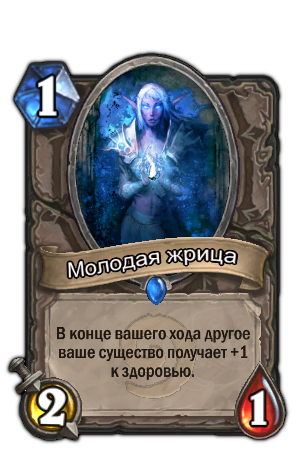 1
Молодая жрица
В конце вашего хода другое
ваше существо получает +1
к здоровью.
2
1